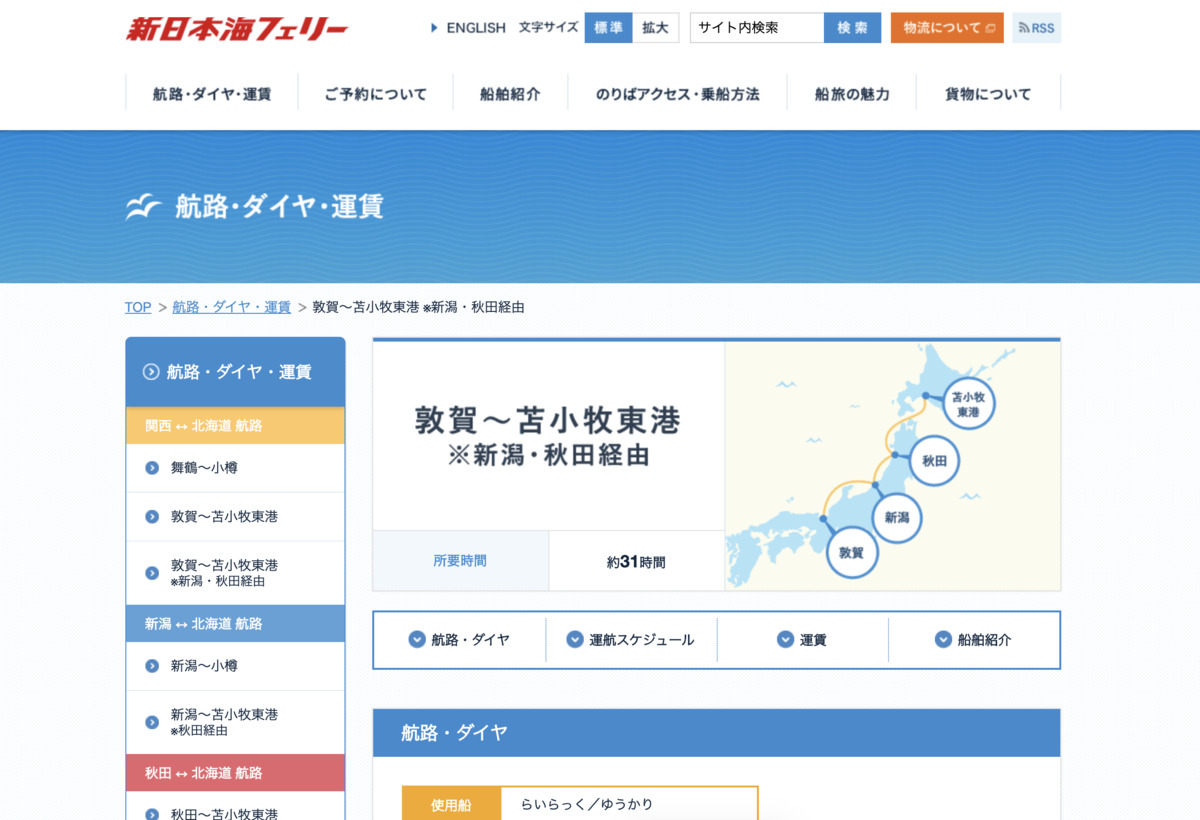 新日本海フェリー
ENGLISH 文字サイズ 標準 拡大 サイト内検索 検索 物流について RSS
航路・ダイヤ・運賃 ご予約について 船舶紹介 のりばアクセス・乗船方法 船旅の魅力 貨物について
航路・ダイヤ・運賃
TOP > 航路・ダイヤ・運賃 > 敦賀〜苫小牧東港 ※新潟・秋田経由
航路・ダイヤ・運賃
関西 ↔ 北海道 航路
舞鶴〜小樽
敦賀〜苫小牧東港
敦賀〜苫小牧東港
※新潟・秋田経由
新潟 ↔ 北海道 航路
新潟〜小樽
新潟〜苫小牧東港
※秋田経由
秋田 ↔ 北海道 航路
秋田〜苫小牧東港
敦賀〜苫小牧東港
※新潟・秋田経由
所要時間 約31時間
苫小牧
東港
秋田
新潟
敦賀
航路・ダイヤ 運航スケジュール 運賃 船舶紹介
航路・ダイヤ
使用船 らいらっく／ゆうかり